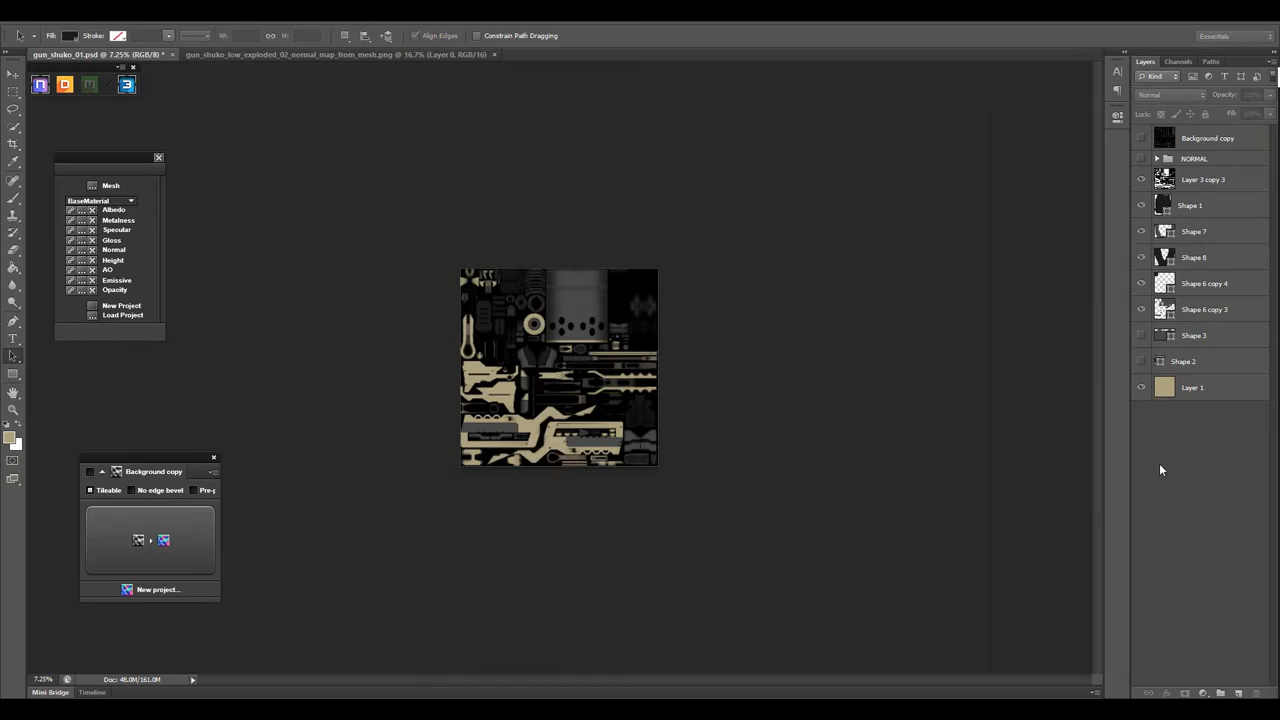 Fill: Stroke: W: H: Align Edges Constrain Path Dragging Essentials
gun_shuko_01.psd @ 7.25% (RGB/8) * × gun_shuko_low_exploded_02_normal_map_from_mesh.png @ 16.7% (Layer 0, RGB/16) ×
Layers Channels Paths
Kind
Normal Opacity: 100%
Lock: Fill: 100%
Background copy
NORMAL
Layer 3 copy 3
Shape 1
Shape 7
Shape 8
Shape 6 copy 4
Shape 6 copy 3
Shape 3
Shape 2
Layer 1
Mesh
BaseMaterial
Albedo
Metalness
Specular
Gloss
Normal
Height
AO
Emissive
Opacity
New Project
Load Project
Background copy
Tileable No edge bevel Pre-
New project...
7.25% Doc: 48.0M/161.0M
Mini Bridge Timeline